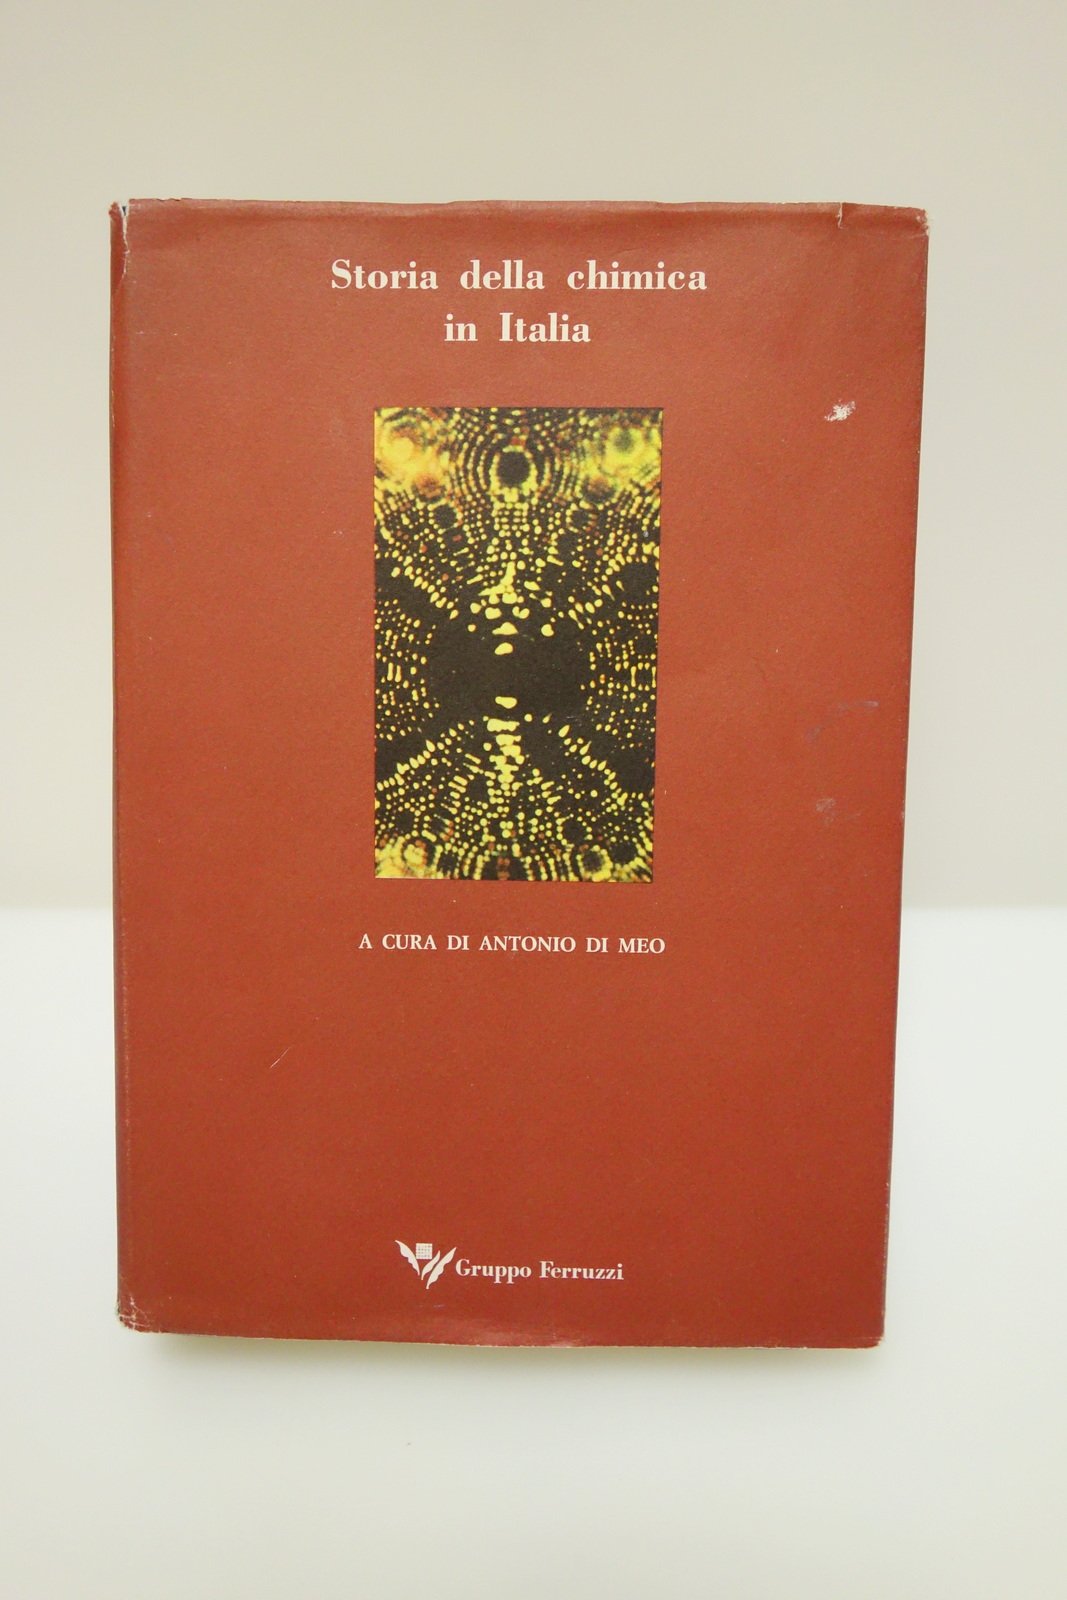 Storia della chimica
in Italia
A CURA DI ANTONIO DI MEO
Gruppo Ferruzzi